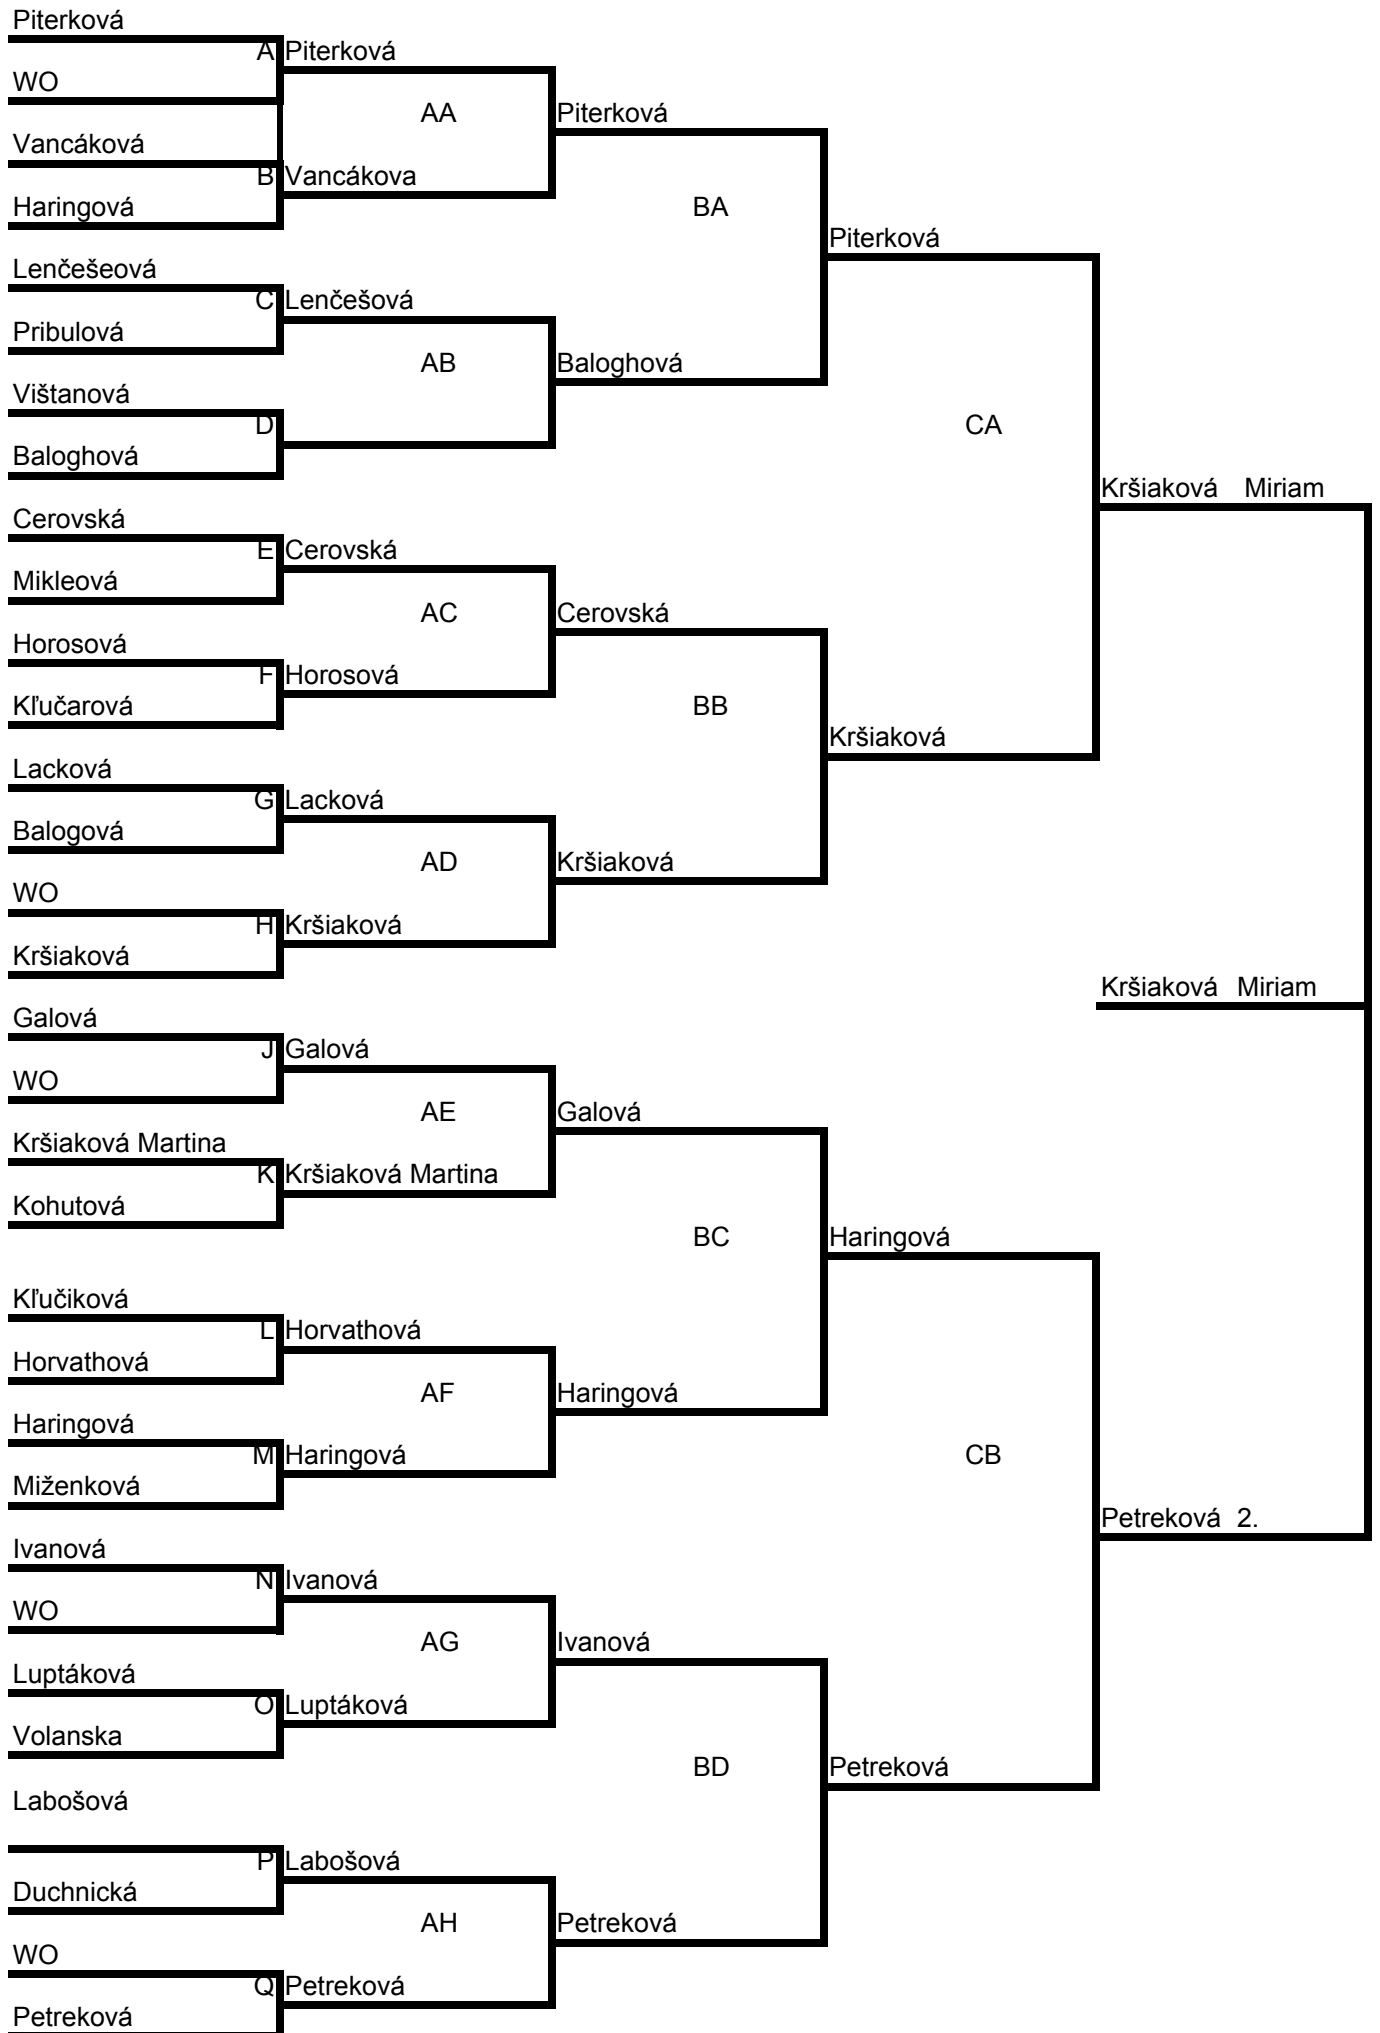 Piterková
A Piterková
WO
AA Piterková
Vancáková
B Vancákova
Haringová
BA
Piterková
Lenčešeová
C Lenčešová
Pribulová
AB Baloghová
Vištanová
D
CA
Baloghová
Kršiaková Miriam
Cerovská
E Cerovská
Mikleová
AC Cerovská
Horosová
F Horosová
Kľučarová
BB
Kršiaková
Lacková
G Lacková
Balogová
AD Kršiaková
WO
H Kršiaková
Kršiaková
Kršiaková Miriam
Galová
J Galová
WO
AE Galová
Kršiaková Martina
K Kršiaková Martina
Kohutová
BC Haringová
Kľučiková
L Horvathová
Horvathová
AF Haringová
Haringová
M Haringová
CB
Miženková
Petreková 2.
Ivanová
N Ivanová
WO
AG Ivanová
Luptáková
O Luptáková
Volanska
BD Petreková
Labošová
P Labošová
Duchnická
AH Petreková
WO
Q Petreková
Petreková